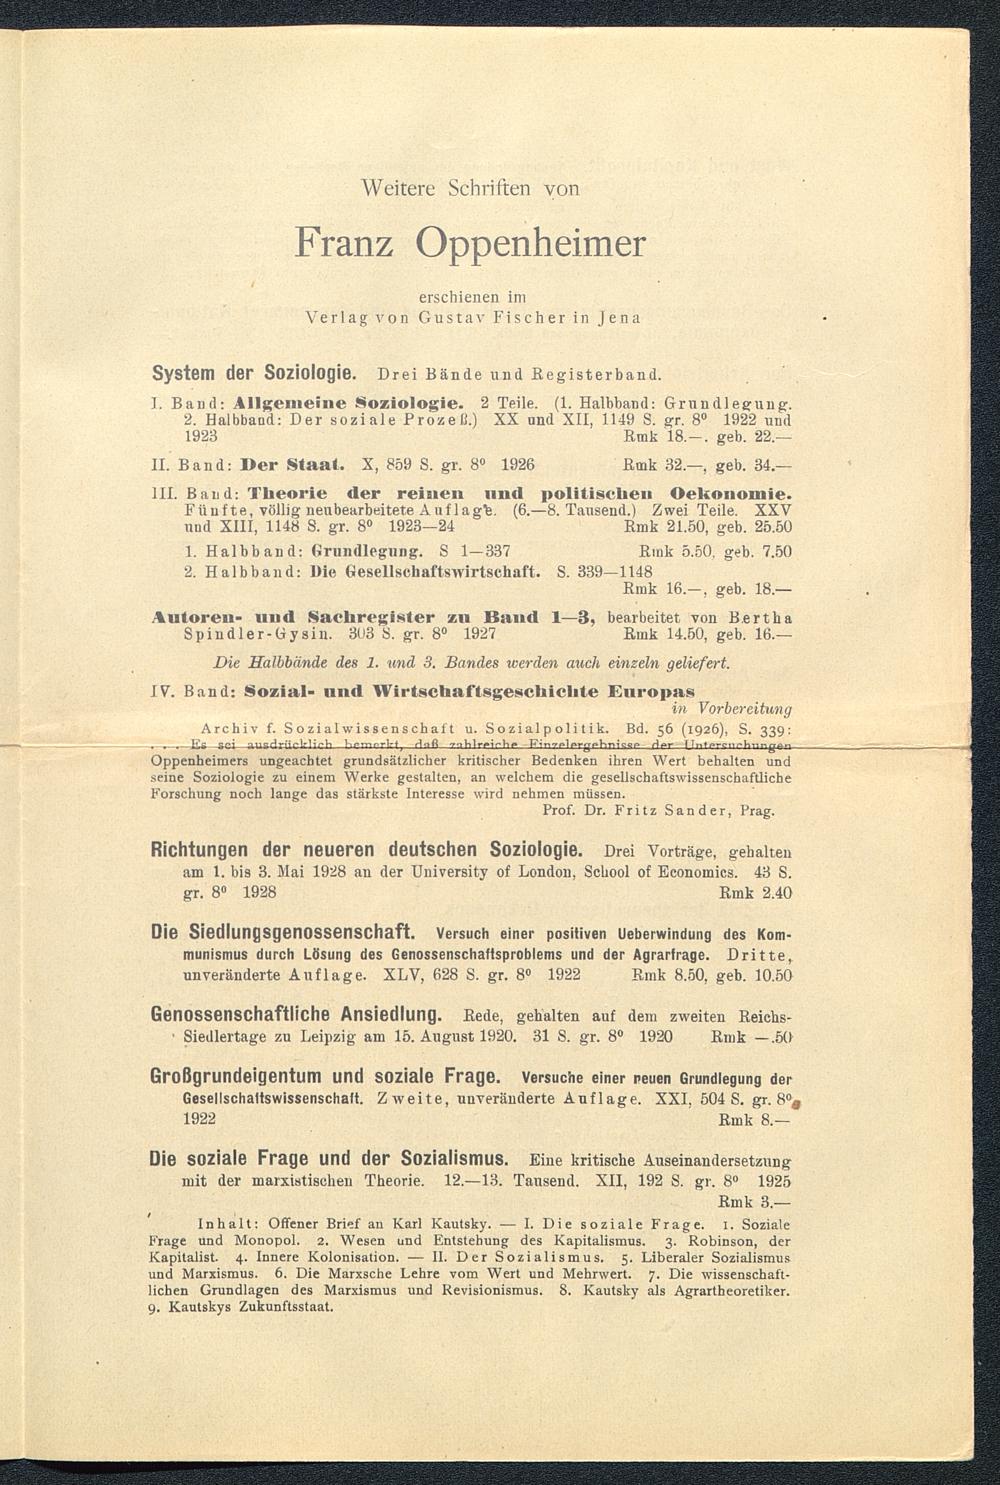 Weitere Schriften von
Franz Oppenheimer
erschienen im
Verlag von Gustav Fischer in Jena
System der Soziologie. Drei Bände und Registerband.
I. Band: Allgemeine Soziologie. 2 Teile. (1. Halbband: Grundlegung.
2. Halbband: Der soziale Prozeß.) XX und XII, 1149 S. gr. 8⁰ 1922 und
1923 Rmk 18.—. geb. 22.—
II. Band: Der Staat. X, 859 S. gr. 8⁰ 1926 Rmk 32.—, geb. 34.—
III. Band: Theorie der reinen und politischen Oekonomie.
Fünfte, völlig neubearbeitete Auflage. (6.—8. Tausend.) Zwei Teile. XXV
und XIII, 1148 S. gr. 8⁰ 1923—24 Rmk 21.50, geb. 25.50
1. Halbband: Grundlegung. S 1—337 Rmk 5.50, geb. 7.50
2. Halbband: Die Gesellschaftswirtschaft. S. 339—1148
Rmk 16.—, geb. 18.—
Autoren- und Sachregister zu Band 1—3, bearbeitet von Bertha
Spindler-Gysin. 303 S. gr. 8⁰ 1927 Rmk 14.50, geb. 16.—
Die Halbbände des 1. und 3. Bandes werden auch einzeln geliefert.
IV. Band: Sozial- und Wirtschaftsgeschichte Europas
in Vorbereitung
Archiv f. Sozialwissenschaft u. Sozialpolitik. Bd. 56 (1926), S. 339:
. . . Es sei ausdrücklich bemerkt, daß zahlreiche Einzelergebnisse der Untersuchungen
Oppenheimers ungeachtet grundsätzlicher kritischer Bedenken ihren Wert behalten und
seine Soziologie zu einem Werke gestalten, an welchem die gesellschaftswissenschaftliche
Forschung noch lange das stärkste Interesse wird nehmen müssen.
Prof. Dr. Fritz Sander, Prag.
Richtungen der neueren deutschen Soziologie. Drei Vorträge, gehalten
am 1. bis 3. Mai 1928 an der University of London, School of Economics. 43 S.
gr. 8⁰ 1928 Rmk 2.40
Die Siedlungsgenossenschaft. Versuch einer positiven Ueberwindung des Kom-
munismus durch Lösung des Genossenschaftsproblems und der Agrarfrage. Dritte,
unveränderte Auflage. XLV, 628 S. gr. 8⁰ 1922 Rmk 8.50, geb. 10.50
Genossenschaftliche Ansiedlung. Rede, gehalten auf dem zweiten Reichs-
Siedlertage zu Leipzig am 15. August 1920. 31 S. gr. 8⁰ 1920 Rmk —.50
Großgrundeigentum und soziale Frage. Versuche einer neuen Grundlegung der
Gesellschaftswissenschaft. Zweite, unveränderte Auflage. XXI, 504 S. gr. 8⁰
1922 Rmk 8.—
Die soziale Frage und der Sozialismus. Eine kritische Auseinandersetzung
mit der marxistischen Theorie. 12.—13. Tausend. XII, 192 S. gr. 8⁰ 1925
Rmk 3.—
Inhalt: Offener Brief an Karl Kautsky. — I. Die soziale Frage. 1. Soziale
Frage und Monopol. 2. Wesen und Entstehung des Kapitalismus. 3. Robinson, der
Kapitalist. 4. Innere Kolonisation. — II. Der Sozialismus. 5. Liberaler Sozialismus
und Marxismus. 6. Die Marxsche Lehre vom Wert und Mehrwert. 7. Die wissenschaft-
lichen Grundlagen des Marxismus und Revisionismus. 8. Kautsky als Agrartheoretiker.
9. Kautskys Zukunftsstaat.